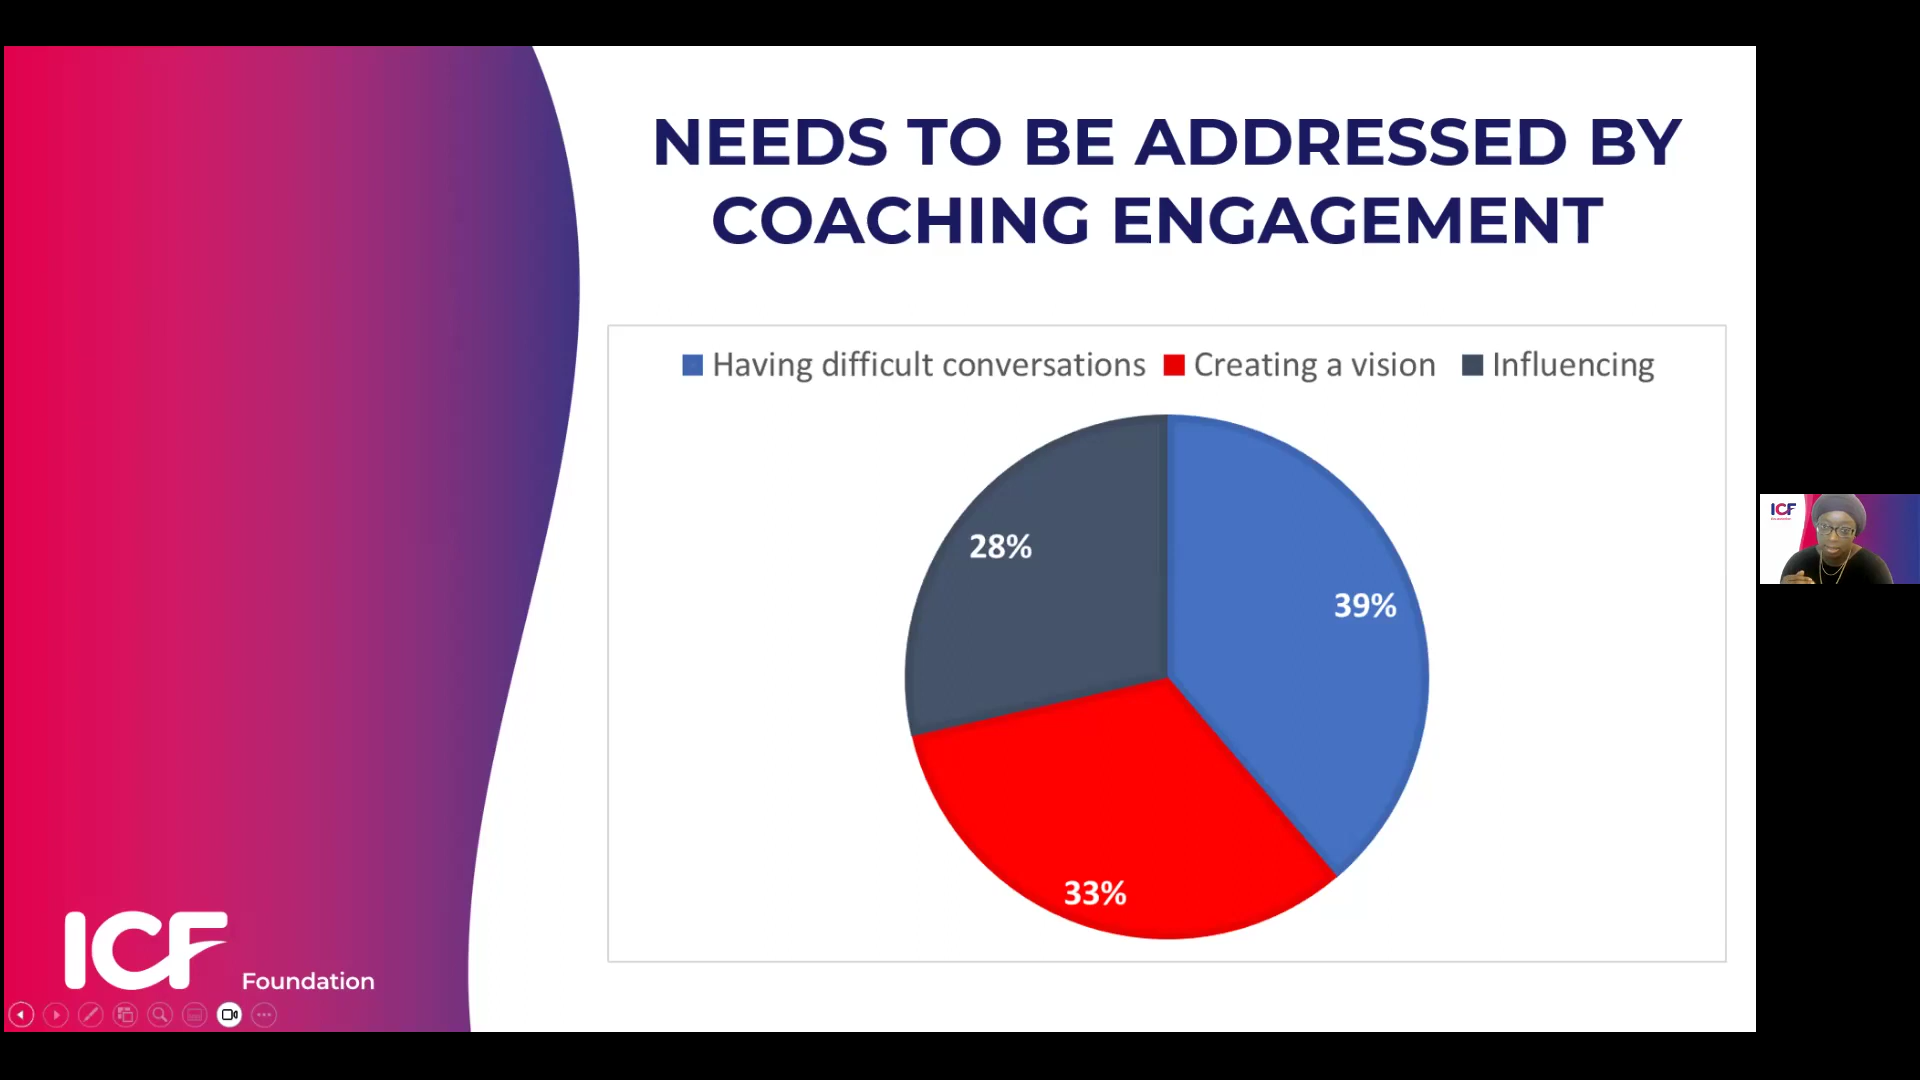 NEEDS TO BE ADDRESSED BY
COACHING ENGAGEMENT
Having difficult conversations Creating a vision Influencing
28%
39%
33%
ICF
Foundation
ICF